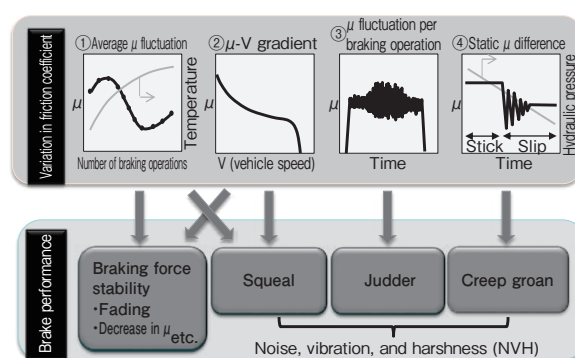 Variation in friction coefficient
①Average μ fluctuation
μ
Temperature
Number of braking operations
②μ-V gradient
μ
V (vehicle speed)
③μ fluctuation per
braking operation
μ
Time
④Static μ difference
μ
Hydraulic pressure
Stick
Slip
Time
Brake performance
Braking force
stability
・Fading
・Decrease in μ
etc.
Squeal
Judder
Creep groan
Noise, vibration, and harshness (NVH)